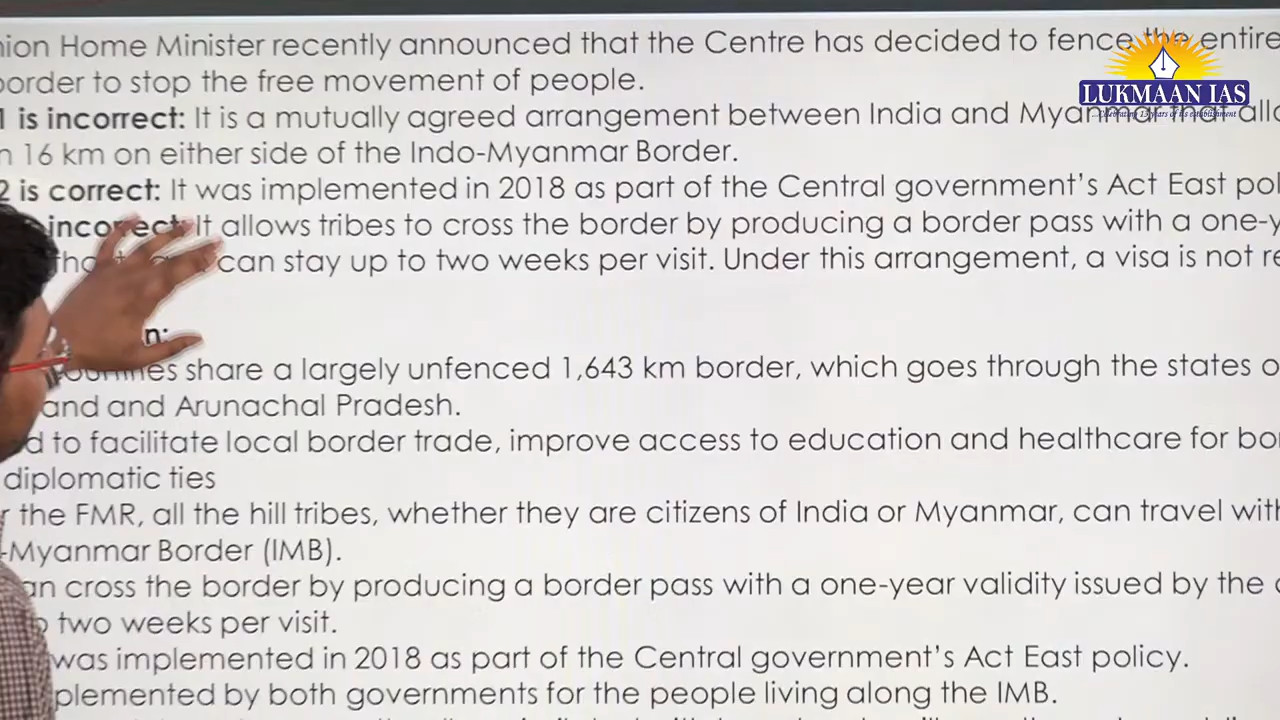 nion Home Minister recently announced that the Centre has decided to fence the entire
border to stop the free movement of people.
LUKMAAN IAS
1 is incorrect: It is a mutually agreed arrangement between India and Myanmar that allo
n 16 km on either side of the Indo-Myanmar Border.
2 is correct: It was implemented in 2018 as part of the Central government's Act East pol
incorrect: It allows tribes to cross the border by producing a border pass with a one-y
can stay up to two weeks per visit. Under this arrangement, a visa is not re
n:
share a largely unfenced 1,643 km border, which goes through the states o
and and Arunachal Pradesh.
d to facilitate local border trade, improve access to education and healthcare for bor
diplomatic ties
r the FMR, all the hill tribes, whether they are citizens of India or Myanmar, can travel with
-Myanmar Border (IMB).
an cross the border by producing a border pass with a one-year validity issued by the
two weeks per visit.
was implemented in 2018 as part of the Central government's Act East policy.
plemented by both governments for the people living along the IMB.